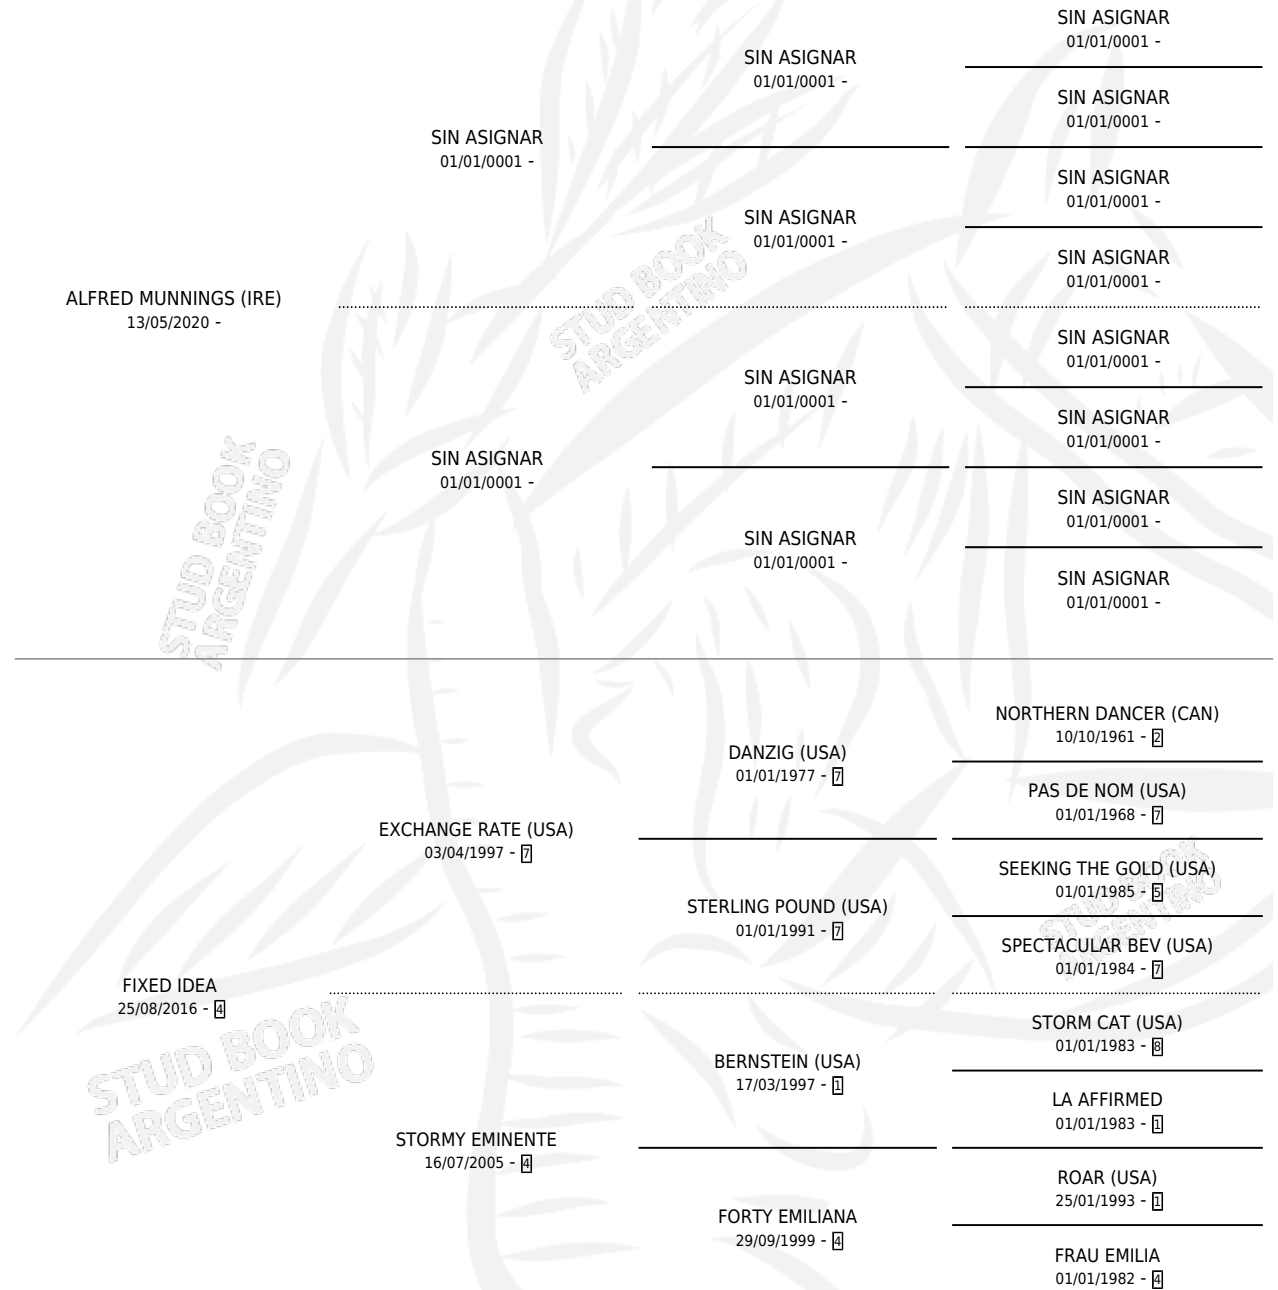 SIN ASIGNAR
01/01/0001 -
SIN ASIGNAR
01/01/0001 -
SIN ASIGNAR
01/01/0001 -
SIN ASIGNAR
01/01/0001 -
SIN ASIGNAR
01/01/0001 -
SIN ASIGNAR
01/01/0001 -
SIN ASIGNAR
01/01/0001 -
ALFRED MUNNINGS (IRE)
13/05/2020 -
SIN ASIGNAR
01/01/0001 -
SIN ASIGNAR
01/01/0001 -
SIN ASIGNAR
01/01/0001 -
SIN ASIGNAR
01/01/0001 -
SIN ASIGNAR
01/01/0001 -
SIN ASIGNAR
01/01/0001 -
SIN ASIGNAR
01/01/0001 -
STUD BOOK
ARGENTINO
STUD BOOK
ARGENTINO
NORTHERN DANCER (CAN)
10/10/1961 - 2
DANZIG (USA)
01/01/1977 - 7
PAS DE NOM (USA)
01/01/1968 - 7
EXCHANGE RATE (USA)
03/04/1997 - 7
SEEKING THE GOLD (USA)
01/01/1985 - 5
STERLING POUND (USA)
01/01/1991 - 7
SPECTACULAR BEV (USA)
01/01/1984 - 7
STUD BOOK
ARGENTINO
FIXED IDEA
25/08/2016 - 4
STUD BOOK
ARGENTINO
STORM CAT (USA)
01/01/1983 - 8
BERNSTEIN (USA)
17/03/1997 - 1
LA AFFIRMED
01/01/1983 - 1
STORMY EMINENTE
16/07/2005 - 4
ROAR (USA)
25/01/1993 - 1
FORTY EMILIANA
29/09/1999 - 4
FRAU EMILIA
01/01/1982 - 4